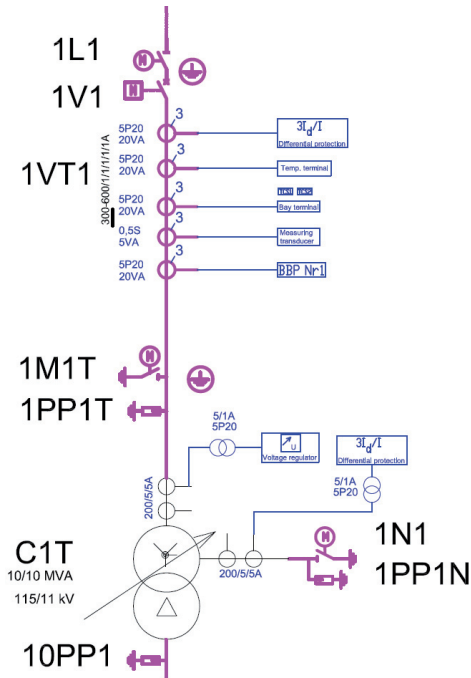 1L1
M
1V1
M
3
5P20
20VA
3I_d/I
Differential protection
3
5P20
20VA
Temp. terminal
1VT1
300-600/1/1/1/1/1A
3
5P20
20VA
Bay terminal
3
0,5S
5VA
Measuring
transducer
3
5P20
20VA
BBP Nr1
M
1M1T
1PP1T
5/1A
5P20
U
Voltage regulator
3I_d/I
Differential protection
5/1A
5P20
200/5/5A
M
1N1
C1T
10/10 MVA
115/11 kV
200/5/5A
1PP1N
10PP1